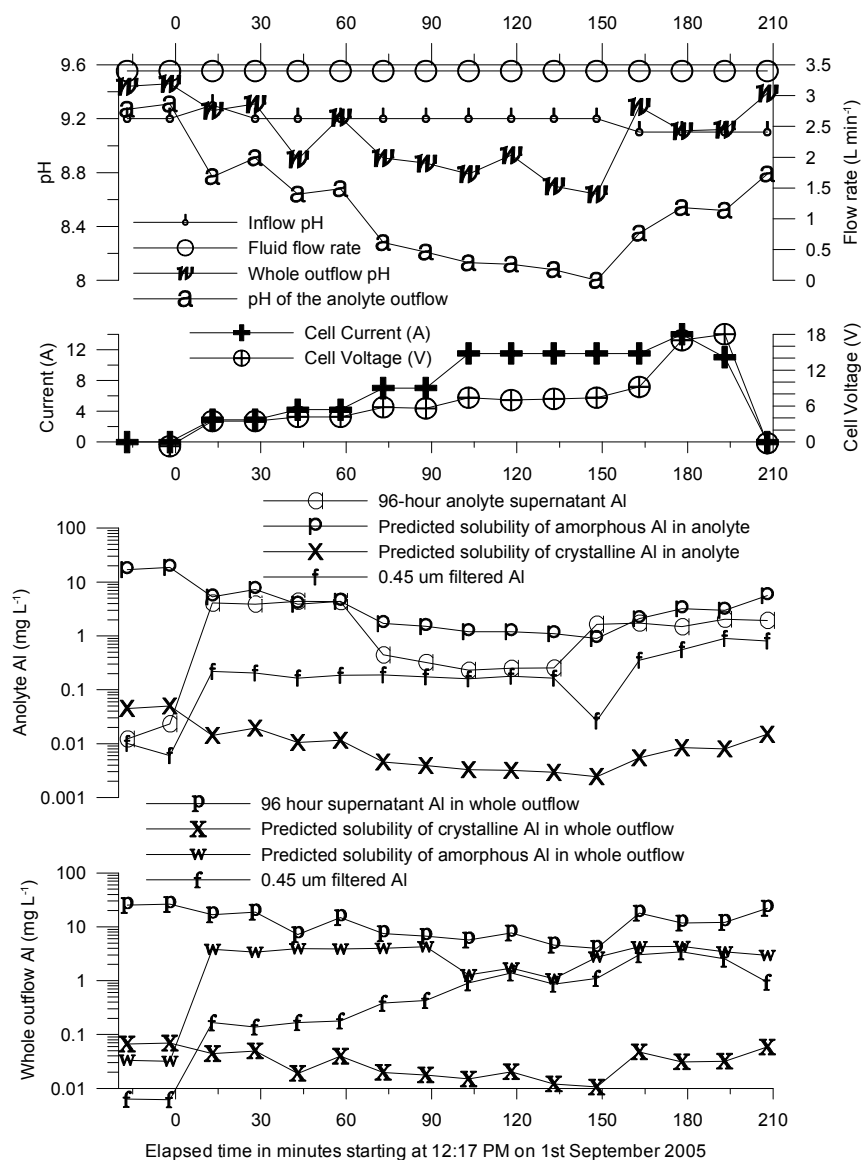 0 30 60 90 120 150 180 210
9.6
9.2
8.8
8.4
8
pH
3.5
3
2.5
2
1.5
1
0.5
0
Flow rate (L min-1)
Inflow pH
Fluid flow rate
Whole outflow pH
pH of the anolyte outflow
12
8
4
0
Current (A)
18
12
6
0
Cell Voltage (V)
Cell Current (A)
Cell Voltage (V)
0 30 60 90 120 150 180 210
96-hour anolyte supernatant Al
Predicted solubility of amorphous Al in anolyte
Predicted solubility of crystalline Al in anolyte
0.45 um filtered Al
100
10
1
0.1
0.01
0.001
Anolyte Al (mg L-1)
96 hour supernatant Al in whole outflow
Predicted solubility of crystalline Al in whole outflow
Predicted solubility of amorphous Al in whole outflow
0.45 um filtered Al
100
10
1
0.1
0.01
Whole outflow Al (mg L-1)
0 30 60 90 120 150 180 210
Elapsed time in minutes starting at 12:17 PM on 1st September 2005